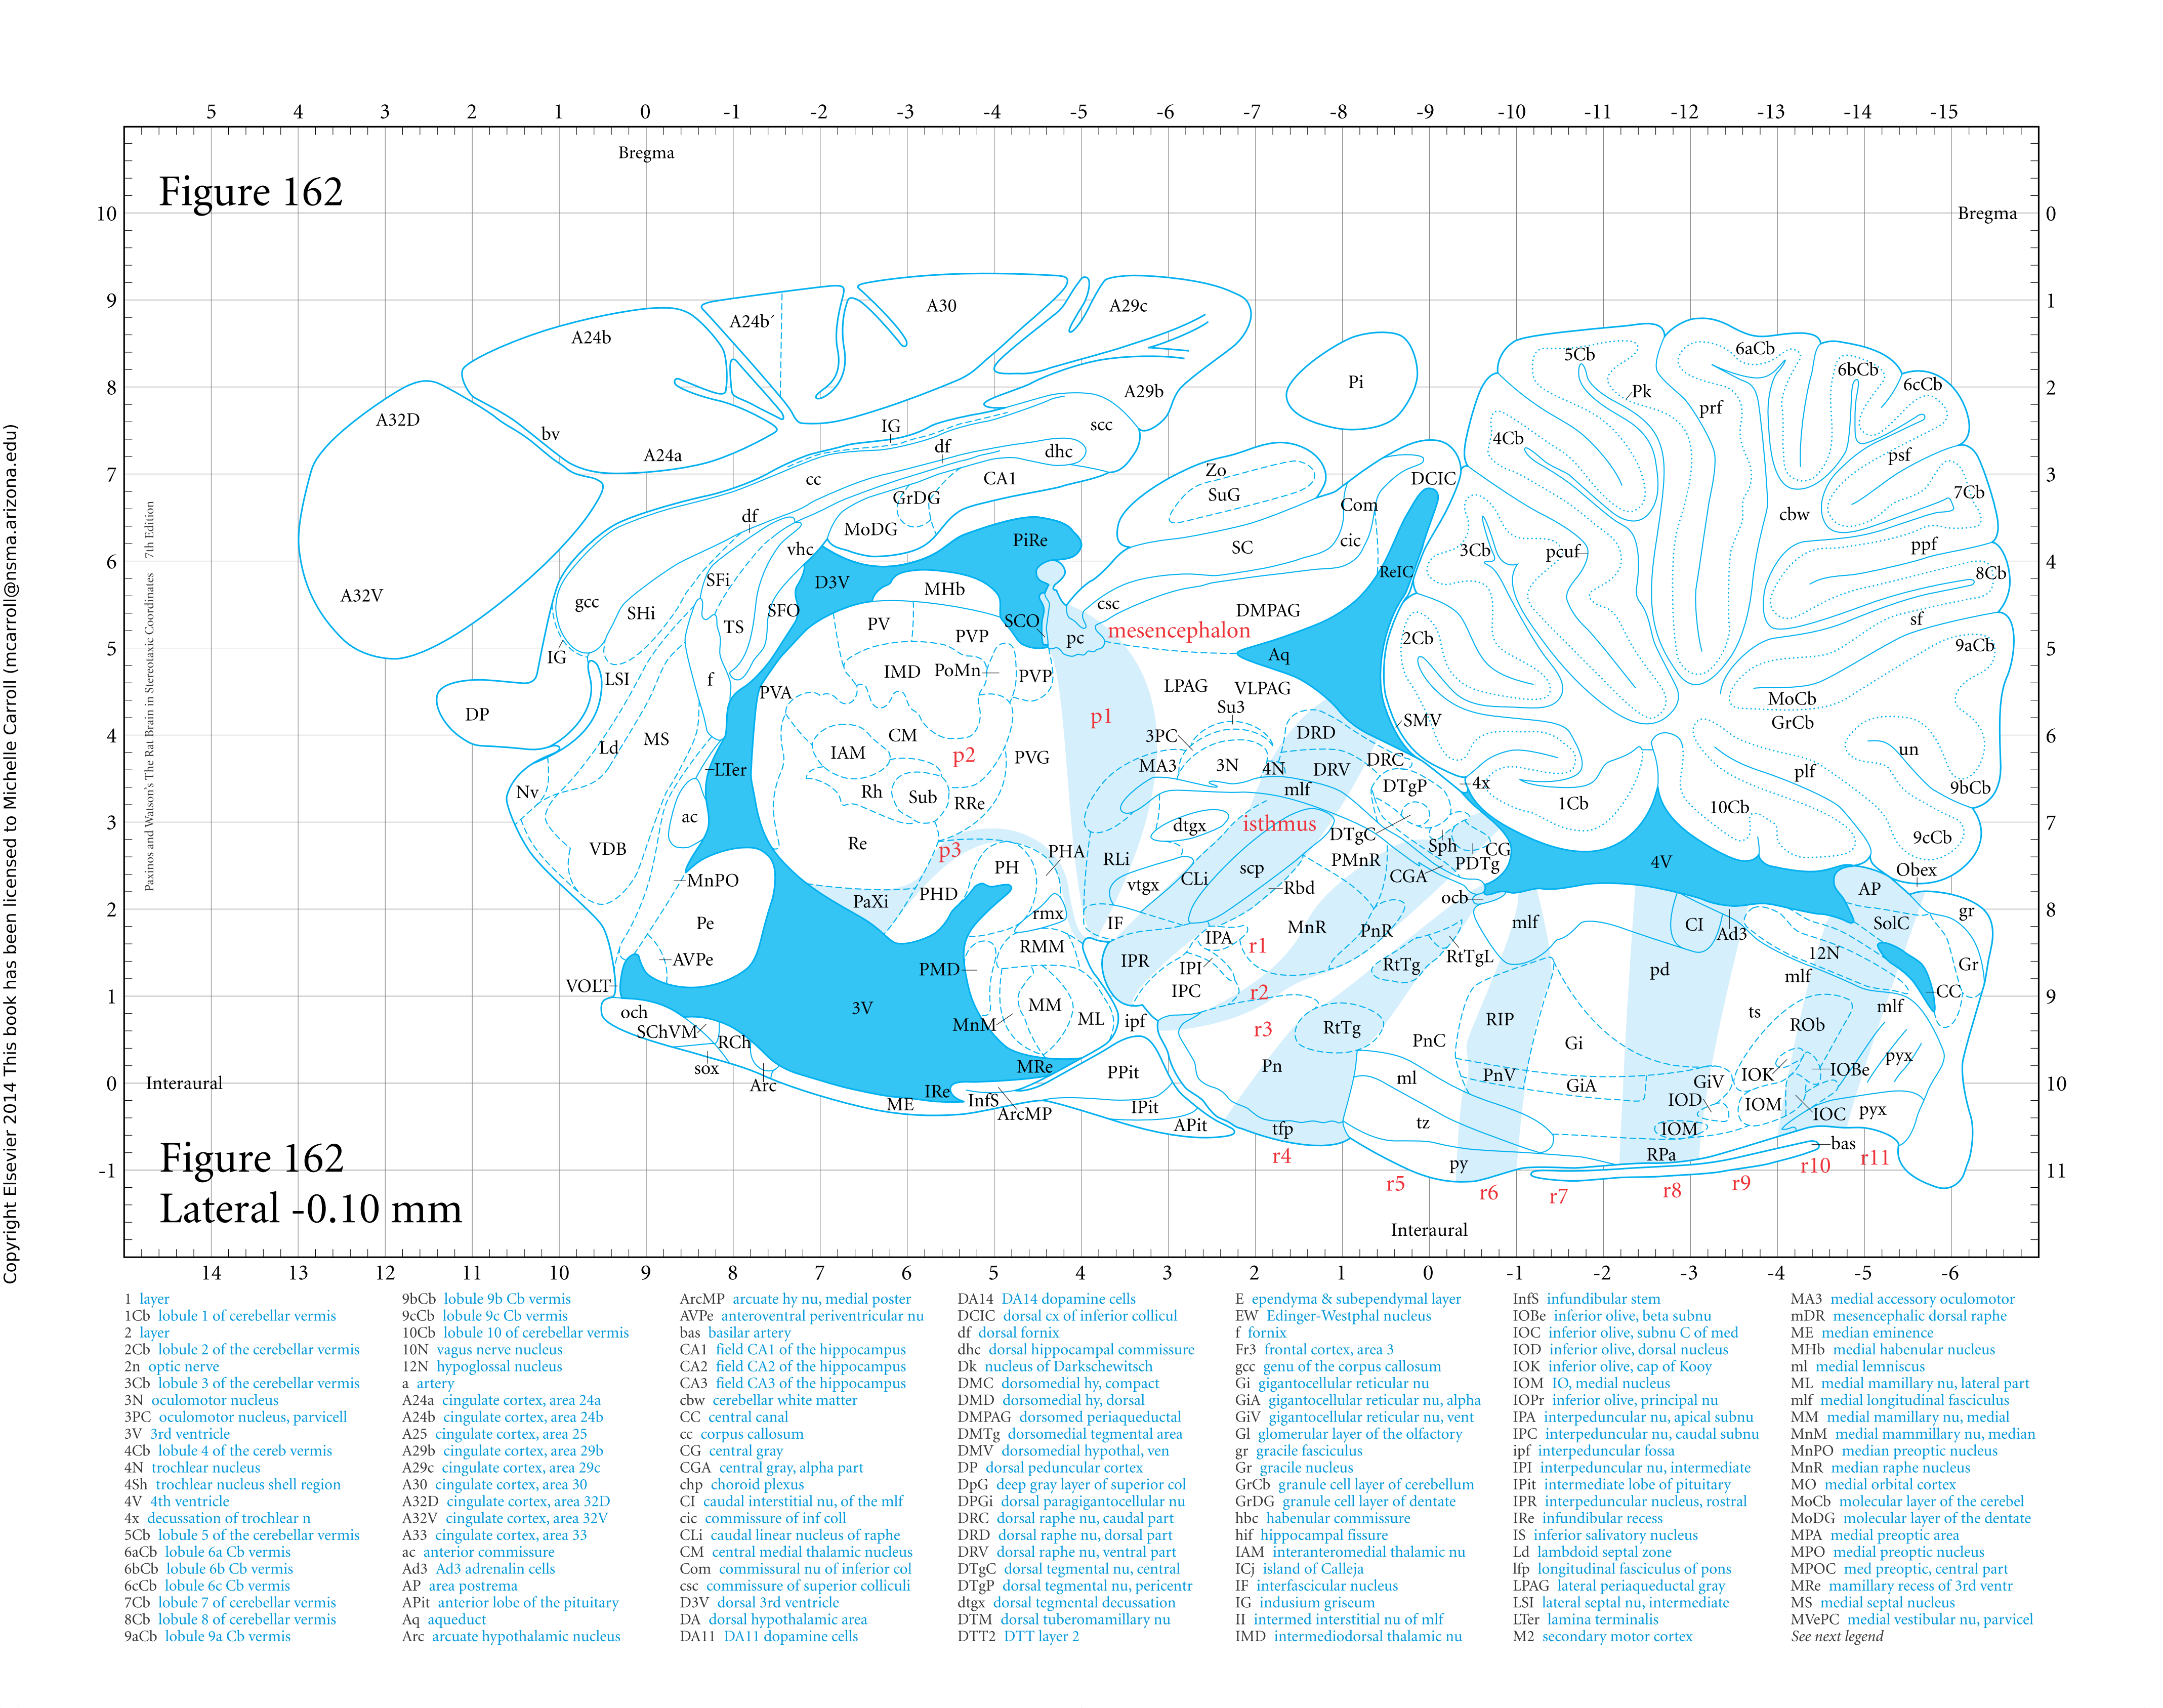 5 4 3 2 1 0 -1 -2 -3 -4 -5 -6 -7 -8 -9 -10 -11 -12 -13 -14 -15
Bregma
Figure 162
10 Bregma 0
9 A30 A29c 1
A24b´ 5Cb 6aCb
A24b 6bCb
8 Pi Pk 6cCb 2
A29b prf
A32D IG scc 4Cb
bv df dhc psf
A24a Zo
7 cc CA1 SuG DCIC 7Cb 3
GrDG Com cbw
df MoDG
vhc PiRe SC cic 3Cb pcuf ppf
6 4
SFi D3V MHb ReIC 8Cb
gcc SHi SFO csc DMPAG
TS PV SCO sf
PVP pc mesencephalon 2Cb
5 IG Aq 9aCb 5
LSI f IMD PoMn PVP LPAG VLPAG
PVA MoCb
DP p1 Su3 SMV GrCb
4 Ld MS CM 3PC DRD 6
IAM p2 PVG un
LTer MA3 3N 4N DRV DRC plf
Nv Rh Sub RRe mlf DTgP 4x 9bCb
ac 1Cb 10Cb
3 dtgx isthmus DTgC 7
VDB Re p3 PHA Sph CG 9cCb
RLi PMnR PDTg 4V
MnPO PH vtgx CLi scp CGA Obex
PaXi PHD Rbd ocb AP
2 Pe rmx IF MnR PnR mlf CI Ad3 SolC gr 8
IPA r1
AVPe RMM RtTgL 12N
PMD IPR IPI RtTg pd mlf Gr
VOLT IPC r2 CC
1 9
och 3V MM ML ipf RIP ts mlf
SChVM MnM r3 RtTg ROb
RCh PnC Gi
sox MRe PPit Pn pyx
0 Interaural Arc ml PnV GiA GiV IOK IOBe 10
IRe InfS IOD IOM
ME ArcMP IPit IOC pyx
APit tfp tz IOM
Figure 162 bas
-1 r4 py RPa r10 r11 11
r5 r6 r7 r8 r9
Lateral -0.10 mm
Interaural
14 13 12 11 10 9 8 7 6 5 4 3 2 1 0 -1 -2 -3 -4 -5 -6
Paxinos and Watson's The Rat Brain in Stereotaxic Coordinates 7th Edition
Copyright Elsevier 2014 This book has been licensed to Michelle Carroll (mcarroll@nsma.arizona.edu)
1 layer
1Cb lobule 1 of cerebellar vermis
2 layer
2Cb lobule 2 of the cerebellar vermis
2n optic nerve
3Cb lobule 3 of the cerebellar vermis
3N oculomotor nucleus
3PC oculomotor nucleus, parvicell
3V 3rd ventricle
4Cb lobule 4 of the cereb vermis
4N trochlear nucleus
4Sh trochlear nucleus shell region
4V 4th ventricle
4x decussation of trochlear n
5Cb lobule 5 of the cerebellar vermis
6aCb lobule 6a Cb vermis
6bCb lobule 6b Cb vermis
6cCb lobule 6c Cb vermis
7Cb lobule 7 of cerebellar vermis
8Cb lobule 8 of cerebellar vermis
9aCb lobule 9a Cb vermis
9bCb lobule 9b Cb vermis
9cCb lobule 9c Cb vermis
10Cb lobule 10 of cerebellar vermis
10N vagus nerve nucleus
12N hypoglossal nucleus
a artery
A24a cingulate cortex, area 24a
A24b cingulate cortex, area 24b
A25 cingulate cortex, area 25
A29b cingulate cortex, area 29b
A29c cingulate cortex, area 29c
A30 cingulate cortex, area 30
A32D cingulate cortex, area 32D
A32V cingulate cortex, area 32V
A33 cingulate cortex, area 33
ac anterior commissure
Ad3 Ad3 adrenalin cells
AP area postrema
APit anterior lobe of the pituitary
Aq aqueduct
Arc arcuate hypothalamic nucleus
ArcMP arcuate hy nu, medial poster
AVPe anteroventral periventricular nu
bas basilar artery
CA1 field CA1 of the hippocampus
CA2 field CA2 of the hippocampus
CA3 field CA3 of the hippocampus
cbw cerebellar white matter
CC central canal
cc corpus callosum
CG central gray
CGA central gray, alpha part
chp choroid plexus
CI caudal interstitial nu, of the mlf
cic commissure of inf coll
CLi caudal linear nucleus of raphe
CM central medial thalamic nucleus
Com commissural nu of inferior col
csc commissure of superior colliculi
D3V dorsal 3rd ventricle
DA dorsal hypothalamic area
DA11 DA11 dopamine cells
DA14 DA14 dopamine cells
DCIC dorsal cx of inferior collicul
df dorsal fornix
dhc dorsal hippocampal commissure
Dk nucleus of Darkschewitsch
DMC dorsomedial hy, compact
DMD dorsomedial hy, dorsal
DMPAG dorsomed periaqueductal
DMTg dorsomedial tegmental area
DMV dorsomedial hypothal, ven
DP dorsal peduncular cortex
DpG deep gray layer of superior col
DPGi dorsal paragigantocellular nu
DRC dorsal raphe nu, caudal part
DRD dorsal raphe nu, dorsal part
DRV dorsal raphe nu, ventral part
DTgC dorsal tegmental nu, central
DTgP dorsal tegmental nu, pericentr
dtgx dorsal tegmental decussation
DTM dorsal tuberomamillary nu
DTT2 DTT layer 2
E ependyma & subependymal layer
EW Edinger-Westphal nucleus
f fornix
Fr3 frontal cortex, area 3
gcc genu of the corpus callosum
Gi gigantocellular reticular nu
GiA gigantocellular reticular nu, alpha
GiV gigantocellular reticular nu, vent
Gl glomerular layer of the olfactory
gr gracile fasciculus
Gr gracile nucleus
GrCb granule cell layer of cerebellum
GrDG granule cell layer of dentate
hbc habenular commissure
hif hippocampal fissure
IAM interanteromedial thalamic nu
ICj island of Calleja
IF interfascicular nucleus
IG indusium griseum
II intermed interstitial nu of mlf
IMD intermediodorsal thalamic nu
InfS infundibular stem
IOBe inferior olive, beta subnu
IOC inferior olive, subnu C of med
IOD inferior olive, dorsal nucleus
IOK inferior olive, cap of Kooy
IOM IO, medial nucleus
IOPr inferior olive, principal nu
IPA interpeduncular nu, apical subnu
IPC interpeduncular nu, caudal subnu
ipf interpeduncular fossa
IPI interpeduncular nu, intermediate
IPit intermediate lobe of pituitary
IPR interpeduncular nucleus, rostral
IRe infundibular recess
IS inferior salivatory nucleus
Ld lambdoid septal zone
lfp longitudinal fasciculus of pons
LPAG lateral periaqueductal gray
LSI lateral septal nu, intermediate
LTer lamina terminalis
M2 secondary motor cortex
MA3 medial accessory oculomotor
mDR mesencephalic dorsal raphe
ME median eminence
MHb medial habenular nucleus
ml medial lemniscus
ML medial mamillary nu, lateral part
mlf medial longitudinal fasciculus
MM medial mamillary nu, medial
MnM medial mammillary nu, median
MnPO median preoptic nucleus
MnR median raphe nucleus
MO medial orbital cortex
MoCb molecular layer of the cerebel
MoDG molecular layer of the dentate
MPA medial preoptic area
MPO medial preoptic nucleus
MPOC med preoptic, central part
MRe mamillary recess of 3rd ventr
MS medial septal nucleus
MVePC medial vestibular nu, parvicel
See next legend